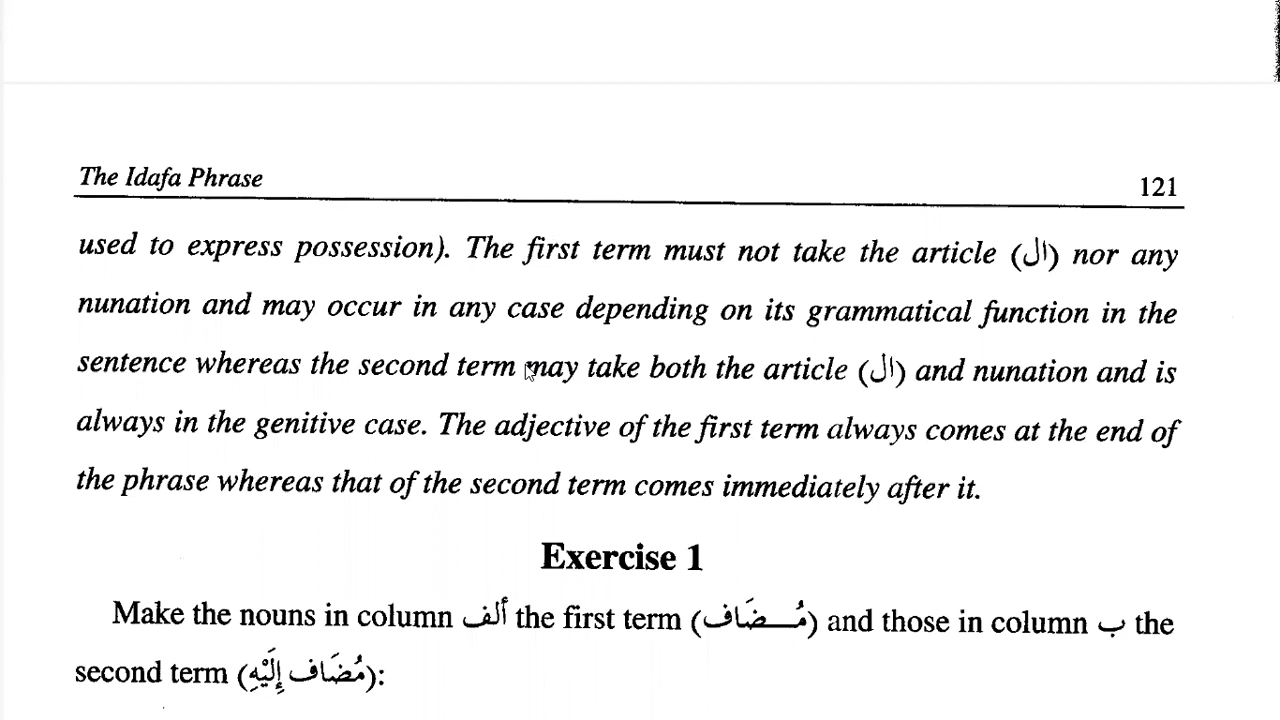 The Idafa Phrase 121
used to express possession). The first term must not take the article (ال) nor any
nunation and may occur in any case depending on its grammatical function in the
sentence whereas the second term may take both the article (ال) and nunation and is
always in the genitive case. The adjective of the first term always comes at the end of
the phrase whereas that of the second term comes immediately after it.
Exercise 1
Make the nouns in column ألف the first term (مُـــضَاف) and those in column ب the
second term (مُضَاف إِلَيْهِ):